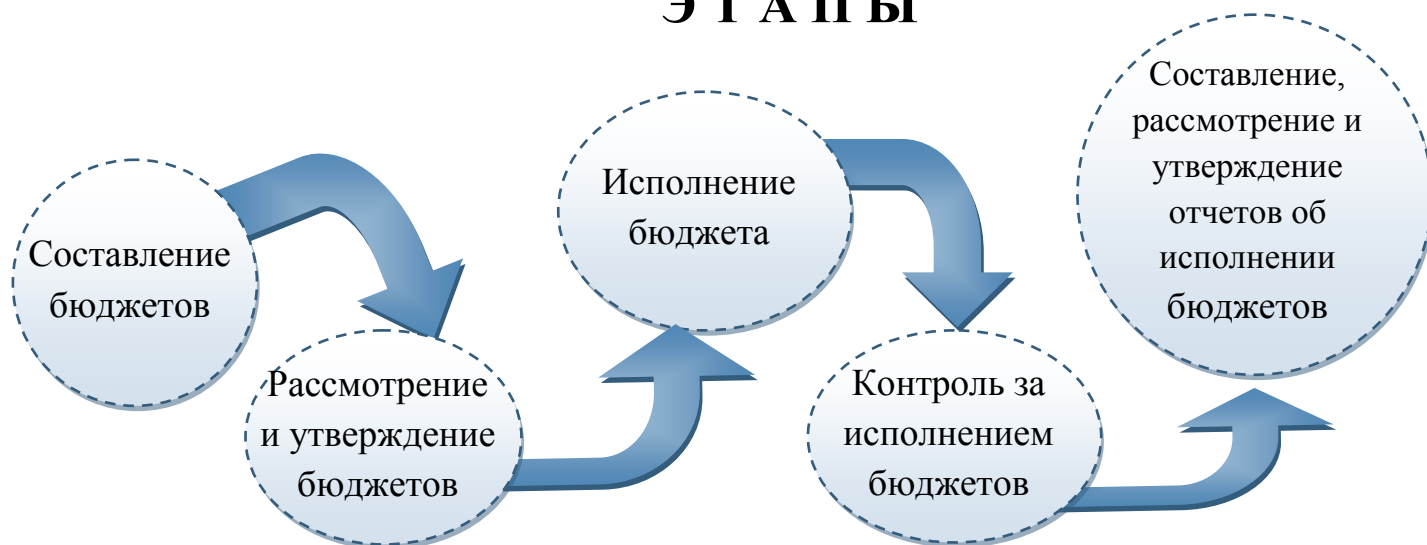 Э Т А П Ы
Составление
бюджетов
Рассмотрение
и утверждение
бюджетов
Исполнение
бюджета
Контроль за
исполнением
бюджетов
Составление,
рассмотрение и
утверждение
отчетов об
исполнении
бюджетов